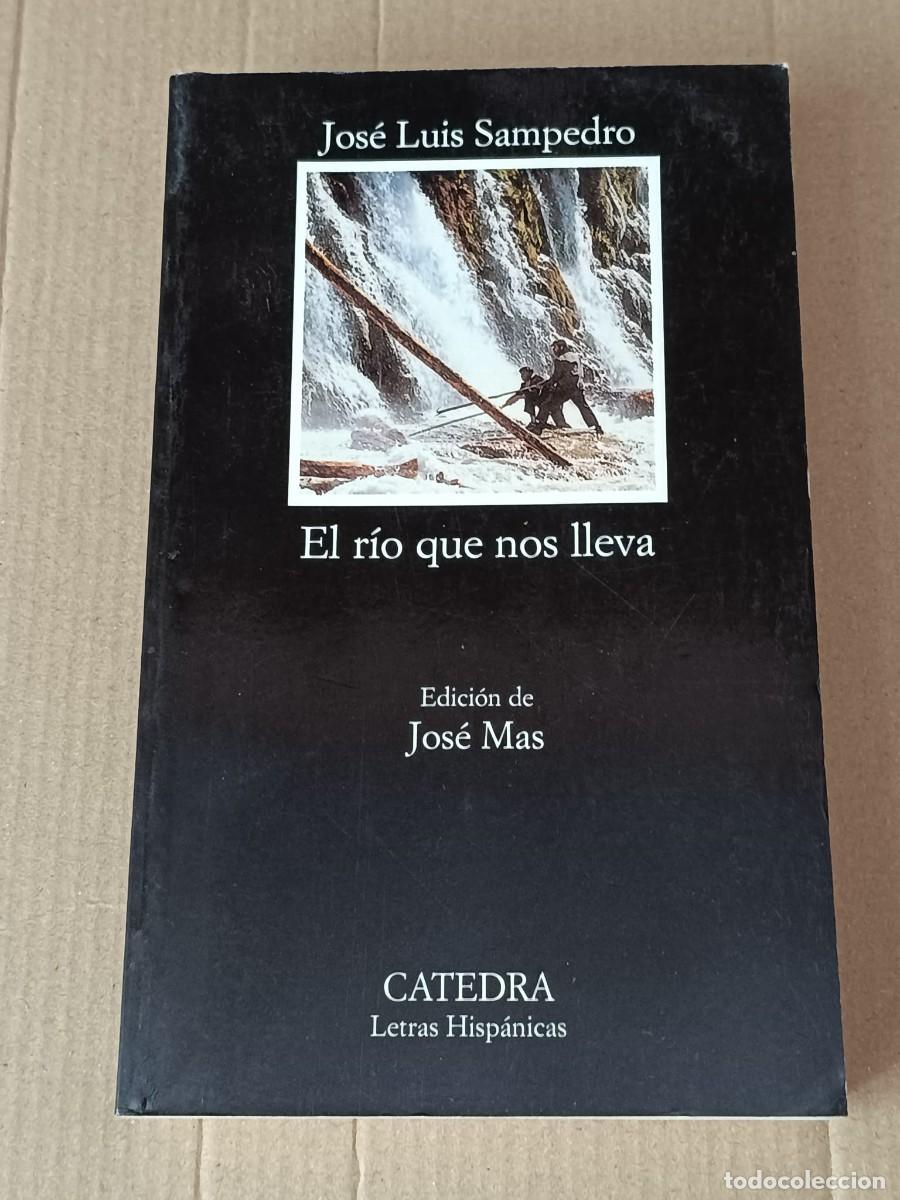 José Luis Sampedro
El río que nos lleva
Edición de
José Mas
CATEDRA
Letras Hispánicas
todocoleccion